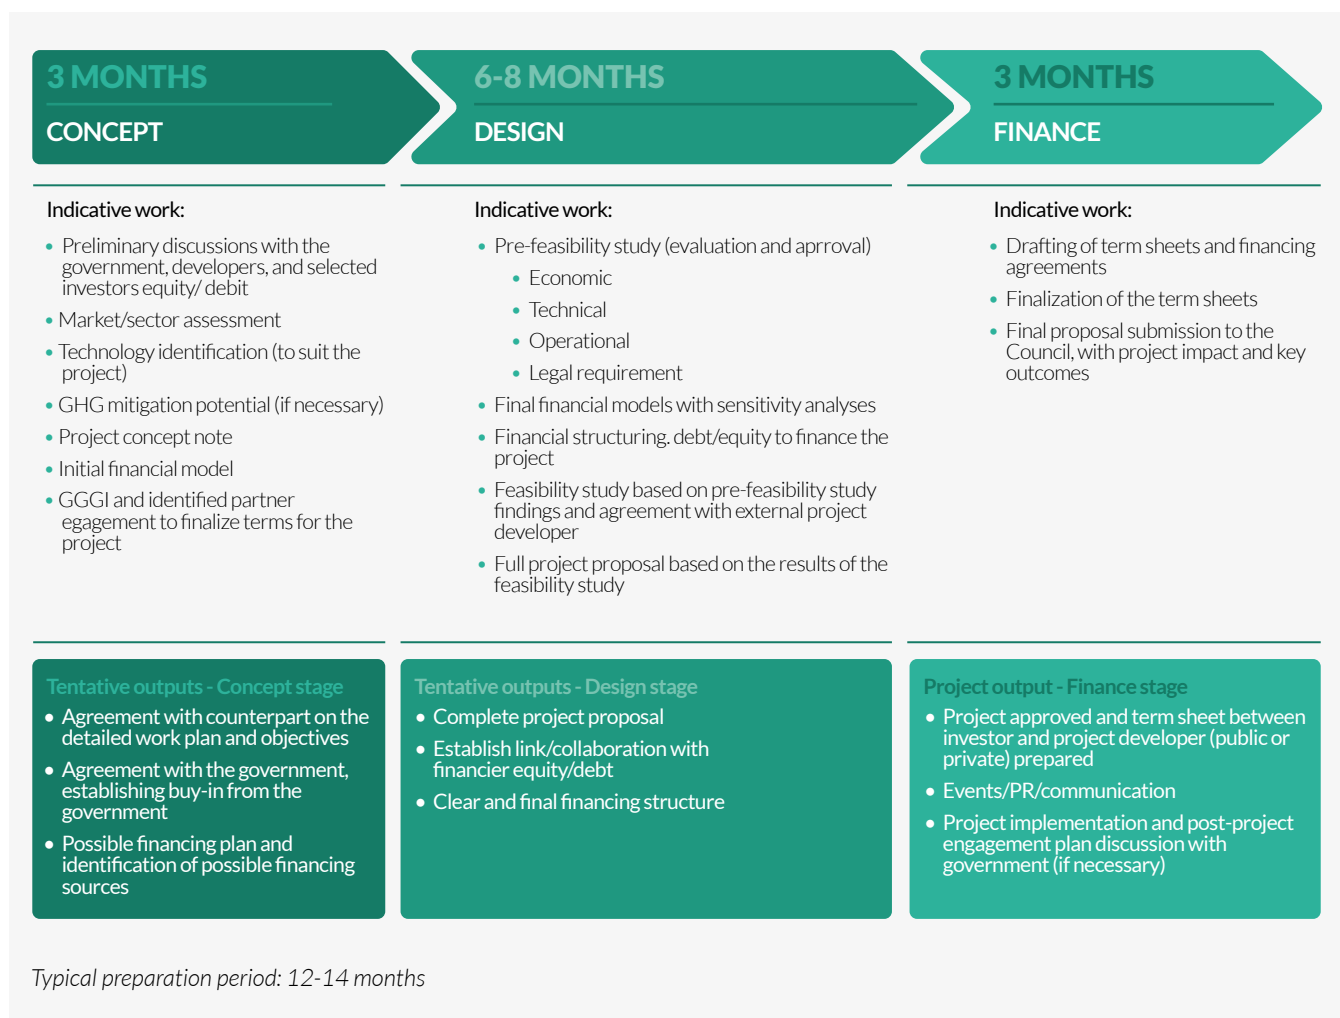 3 MONTHS
CONCEPT
6-8 MONTHS
DESIGN
3 MONTHS
FINANCE
Indicative work:
• Preliminary discussions with the
government, developers, and selected
investors equity/ debit
• Market/sector assessment
• Technology identification (to suit the
project)
• GHG mitigation potential (if necessary)
• Project concept note
• Initial financial model
• GGGI and identified partner
egagement to finalize terms for the
project
Indicative work:
• Pre-feasibility study (evaluation and aprroval)
• Economic
• Technical
• Operational
• Legal requirement
• Final financial models with sensitivity analyses
• Financial structuring. debt/equity to finance the
project
• Feasibility study based on pre-feasibility study
findings and agreement with external project
developer
• Full project proposal based on the results of the
feasibility study
Indicative work:
• Drafting of term sheets and financing
agreements
• Finalization of the term sheets
• Final proposal submission to the
Council, with project impact and key
outcomes
Tentative outputs - Concept stage
• Agreement with counterpart on the
detailed work plan and objectives
• Agreement with the government,
establishing buy-in from the
government
• Possible financing plan and
identification of possible financing
sources
Tentative outputs - Design stage
• Complete project proposal
• Establish link/collaboration with
financier equity/debt
• Clear and final financing structure
Project output - Finance stage
• Project approved and term sheet between
investor and project developer (public or
private) prepared
• Events/PR/communication
• Project implementation and post-project
engagement plan discussion with
government (if necessary)
Typical preparation period: 12-14 months